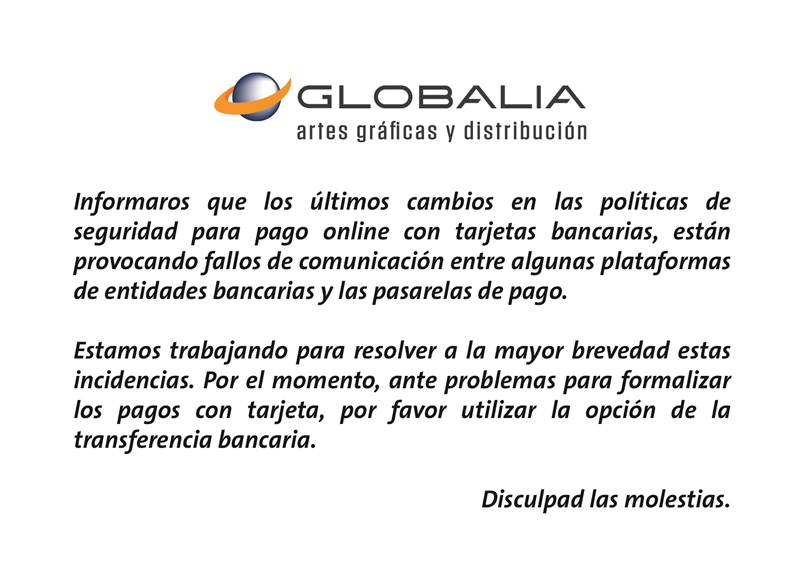 GLOBALIA
artes gráficas y distribución
Informaros que los últimos cambios en las políticas de
seguridad para pago online con tarjetas bancarias, están
provocando fallos de comunicación entre algunas plataformas
de entidades bancarias y las pasarelas de pago.
Estamos trabajando para resolver a la mayor brevedad estas
incidencias. Por el momento, ante problemas para formalizar
los pagos con tarjeta, por favor utilizar la opción de la
transferencia bancaria.
Disculpad las molestias.